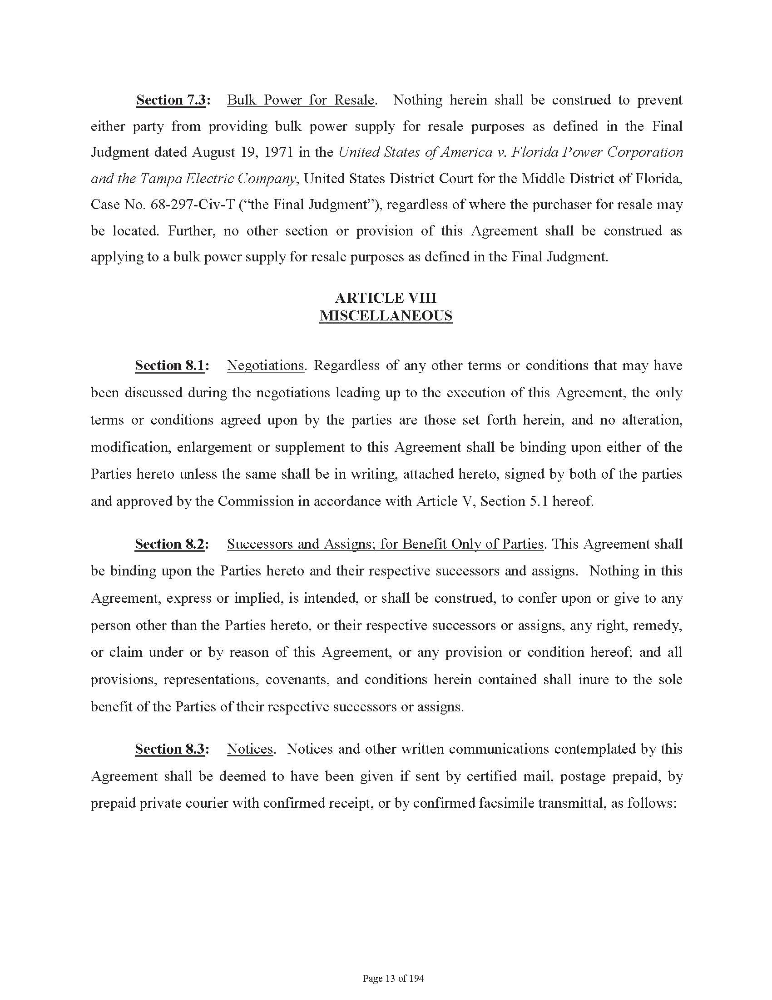 Section 7.3: Bulk Power for Resale. Nothing herein shall be construed to prevent
either party from providing bulk power supply for resale purposes as defined in the Final
Judgment dated August 19, 1971 in the United States of America v. Florida Power Corporation
and the Tampa Electric Company, United States District Court for the Middle District of Florida,
Case No. 68-297-Civ-T (“the Final Judgment”), regardless of where the purchaser for resale may
be located. Further, no other section or provision of this Agreement shall be construed as
applying to a bulk power supply for resale purposes as defined in the Final Judgment.
ARTICLE VIII
MISCELLANEOUS
Section 8.1: Negotiations. Regardless of any other terms or conditions that may have
been discussed during the negotiations leading up to the execution of this Agreement, the only
terms or conditions agreed upon by the parties are those set forth herein, and no alteration,
modification, enlargement or supplement to this Agreement shall be binding upon either of the
Parties hereto unless the same shall be in writing, attached hereto, signed by both of the parties
and approved by the Commission in accordance with Article V, Section 5.1 hereof.
Section 8.2: Successors and Assigns; for Benefit Only of Parties. This Agreement shall
be binding upon the Parties hereto and their respective successors and assigns. Nothing in this
Agreement, express or implied, is intended, or shall be construed, to confer upon or give to any
person other than the Parties hereto, or their respective successors or assigns, any right, remedy,
or claim under or by reason of this Agreement, or any provision or condition hereof; and all
provisions, representations, covenants, and conditions herein contained shall inure to the sole
benefit of the Parties of their respective successors or assigns.
Section 8.3: Notices. Notices and other written communications contemplated by this
Agreement shall be deemed to have been given if sent by certified mail, postage prepaid, by
prepaid private courier with confirmed receipt, or by confirmed facsimile transmittal, as follows:
Page 13 of 194